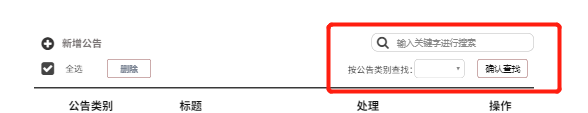 新增公告 输入关键字进行搜索
全选 删除 按公告类别查找： 确认查找
公告类别 标题 处理 操作